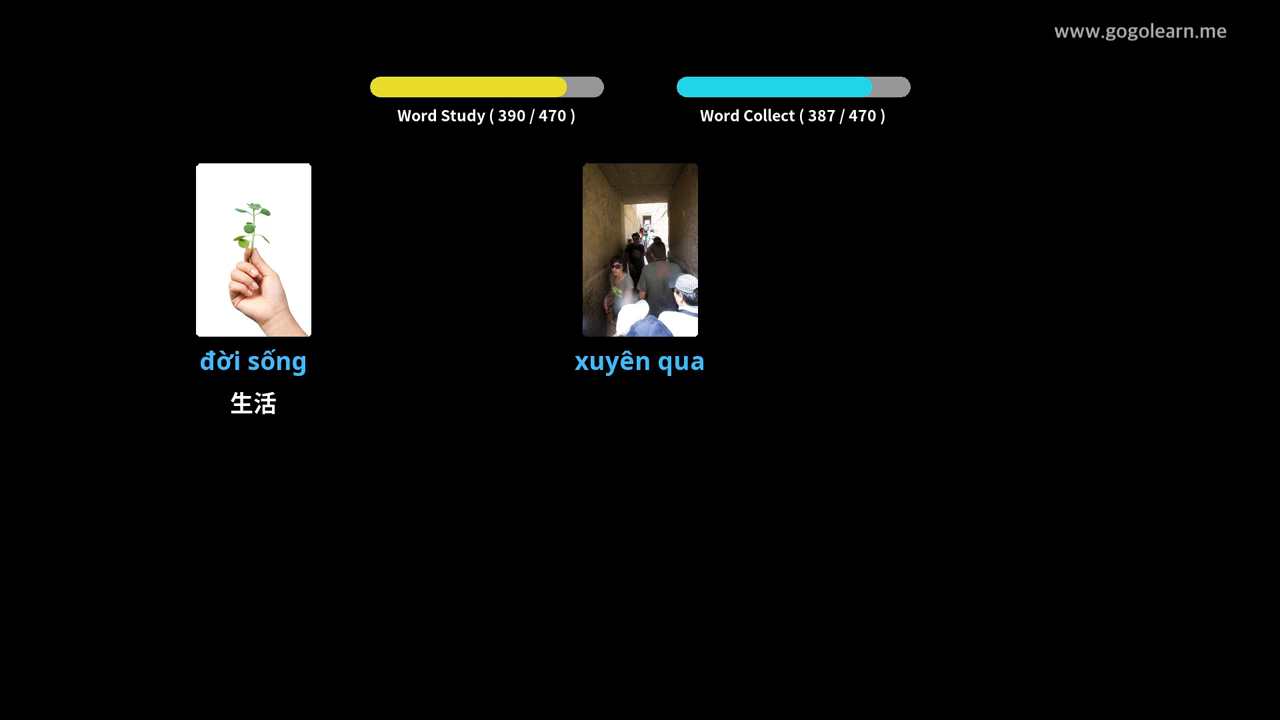 www.gogolearn.me
Word Study ( 390 / 470 )
Word Collect ( 387 / 470 )
đời sống
xuyên qua
生活